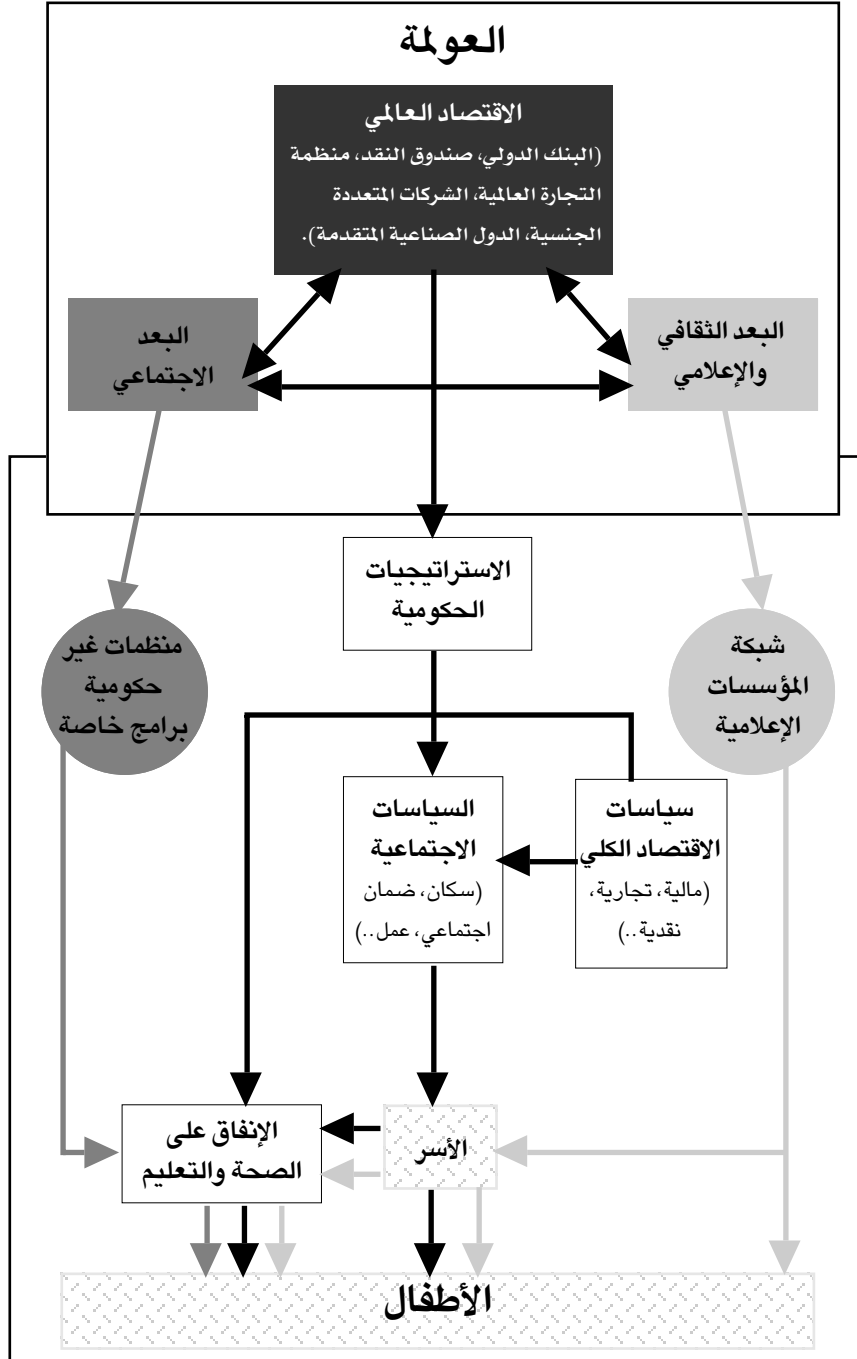 العولمة
الاقتصاد العالمي
(البنك الدولي، صندوق النقد، منظمة
التجارة العالمية، الشركات المتعددة
الجنسية، الدول الصناعية المتقدمة).
البعد الثقافي
والإعلامي
البعد
الاجتماعي
الاستراتيجيات
الحكومية
شبكة
المؤسسات
الإعلامية
منظمات غير
حكومية
برامج خاصة
سياسات
الاقتصاد الكلي
(مالية، تجارية،
نقدية..)
السياسات
الاجتماعية
(سكان، ضمان
اجتماعي، عمل..)
الأسر
الإنفاق على
الصحة والتعليم
الأطفال